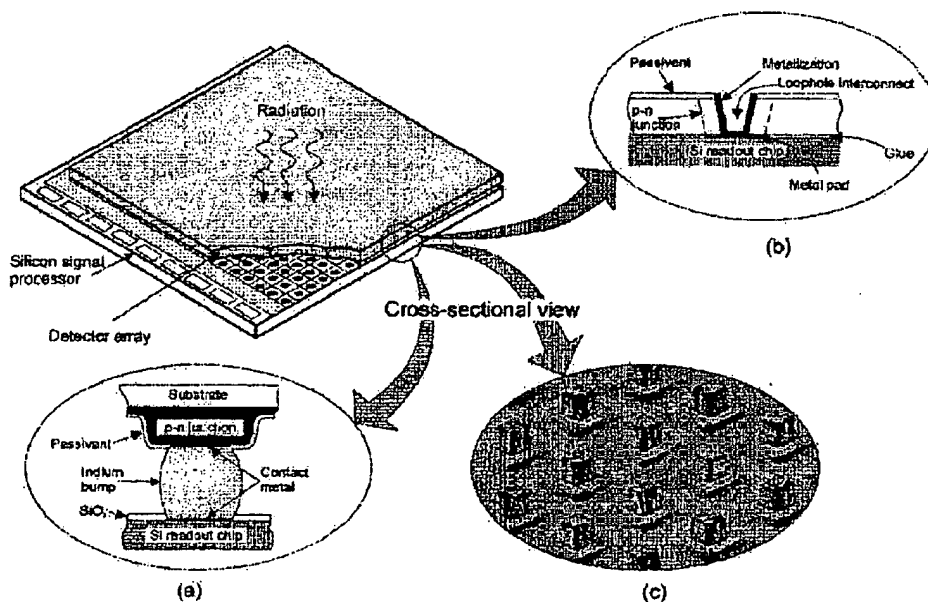 Radiation
Silicon signal
processor
Detector array
Cross-sectional view
Passivant
Metallization
Loophole Interconnect
p-n
junction
Si readout chip
Glue
Metal pad
(b)
Substrate
p-n junction
Passivant
Indium
bump
Contact
metal
SiO₂
Si readout chip
(a)
(c)